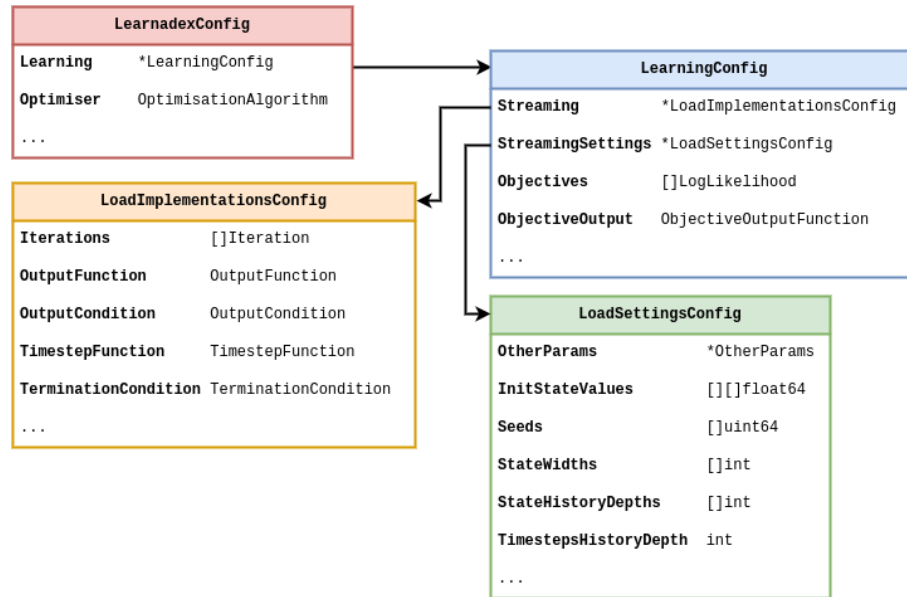 LearnadexConfig
Learning *LearningConfig
Optimiser OptimisationAlgorithm
...
LearningConfig
Streaming *LoadImplementationsConfig
StreamingSettings *LoadSettingsConfig
Objectives []LogLikelihood
ObjectiveOutput ObjectiveOutputFunction
...
LoadImplementationsConfig
Iterations []Iteration
OutputFunction OutputFunction
OutputCondition OutputCondition
TimestepFunction TimestepFunction
TerminationCondition TerminationCondition
...
LoadSettingsConfig
OtherParams *OtherParams
InitStateValues [][]float64
Seeds []uint64
StateWidths []int
StateHistoryDepths []int
TimestepsHistoryDepth int
...